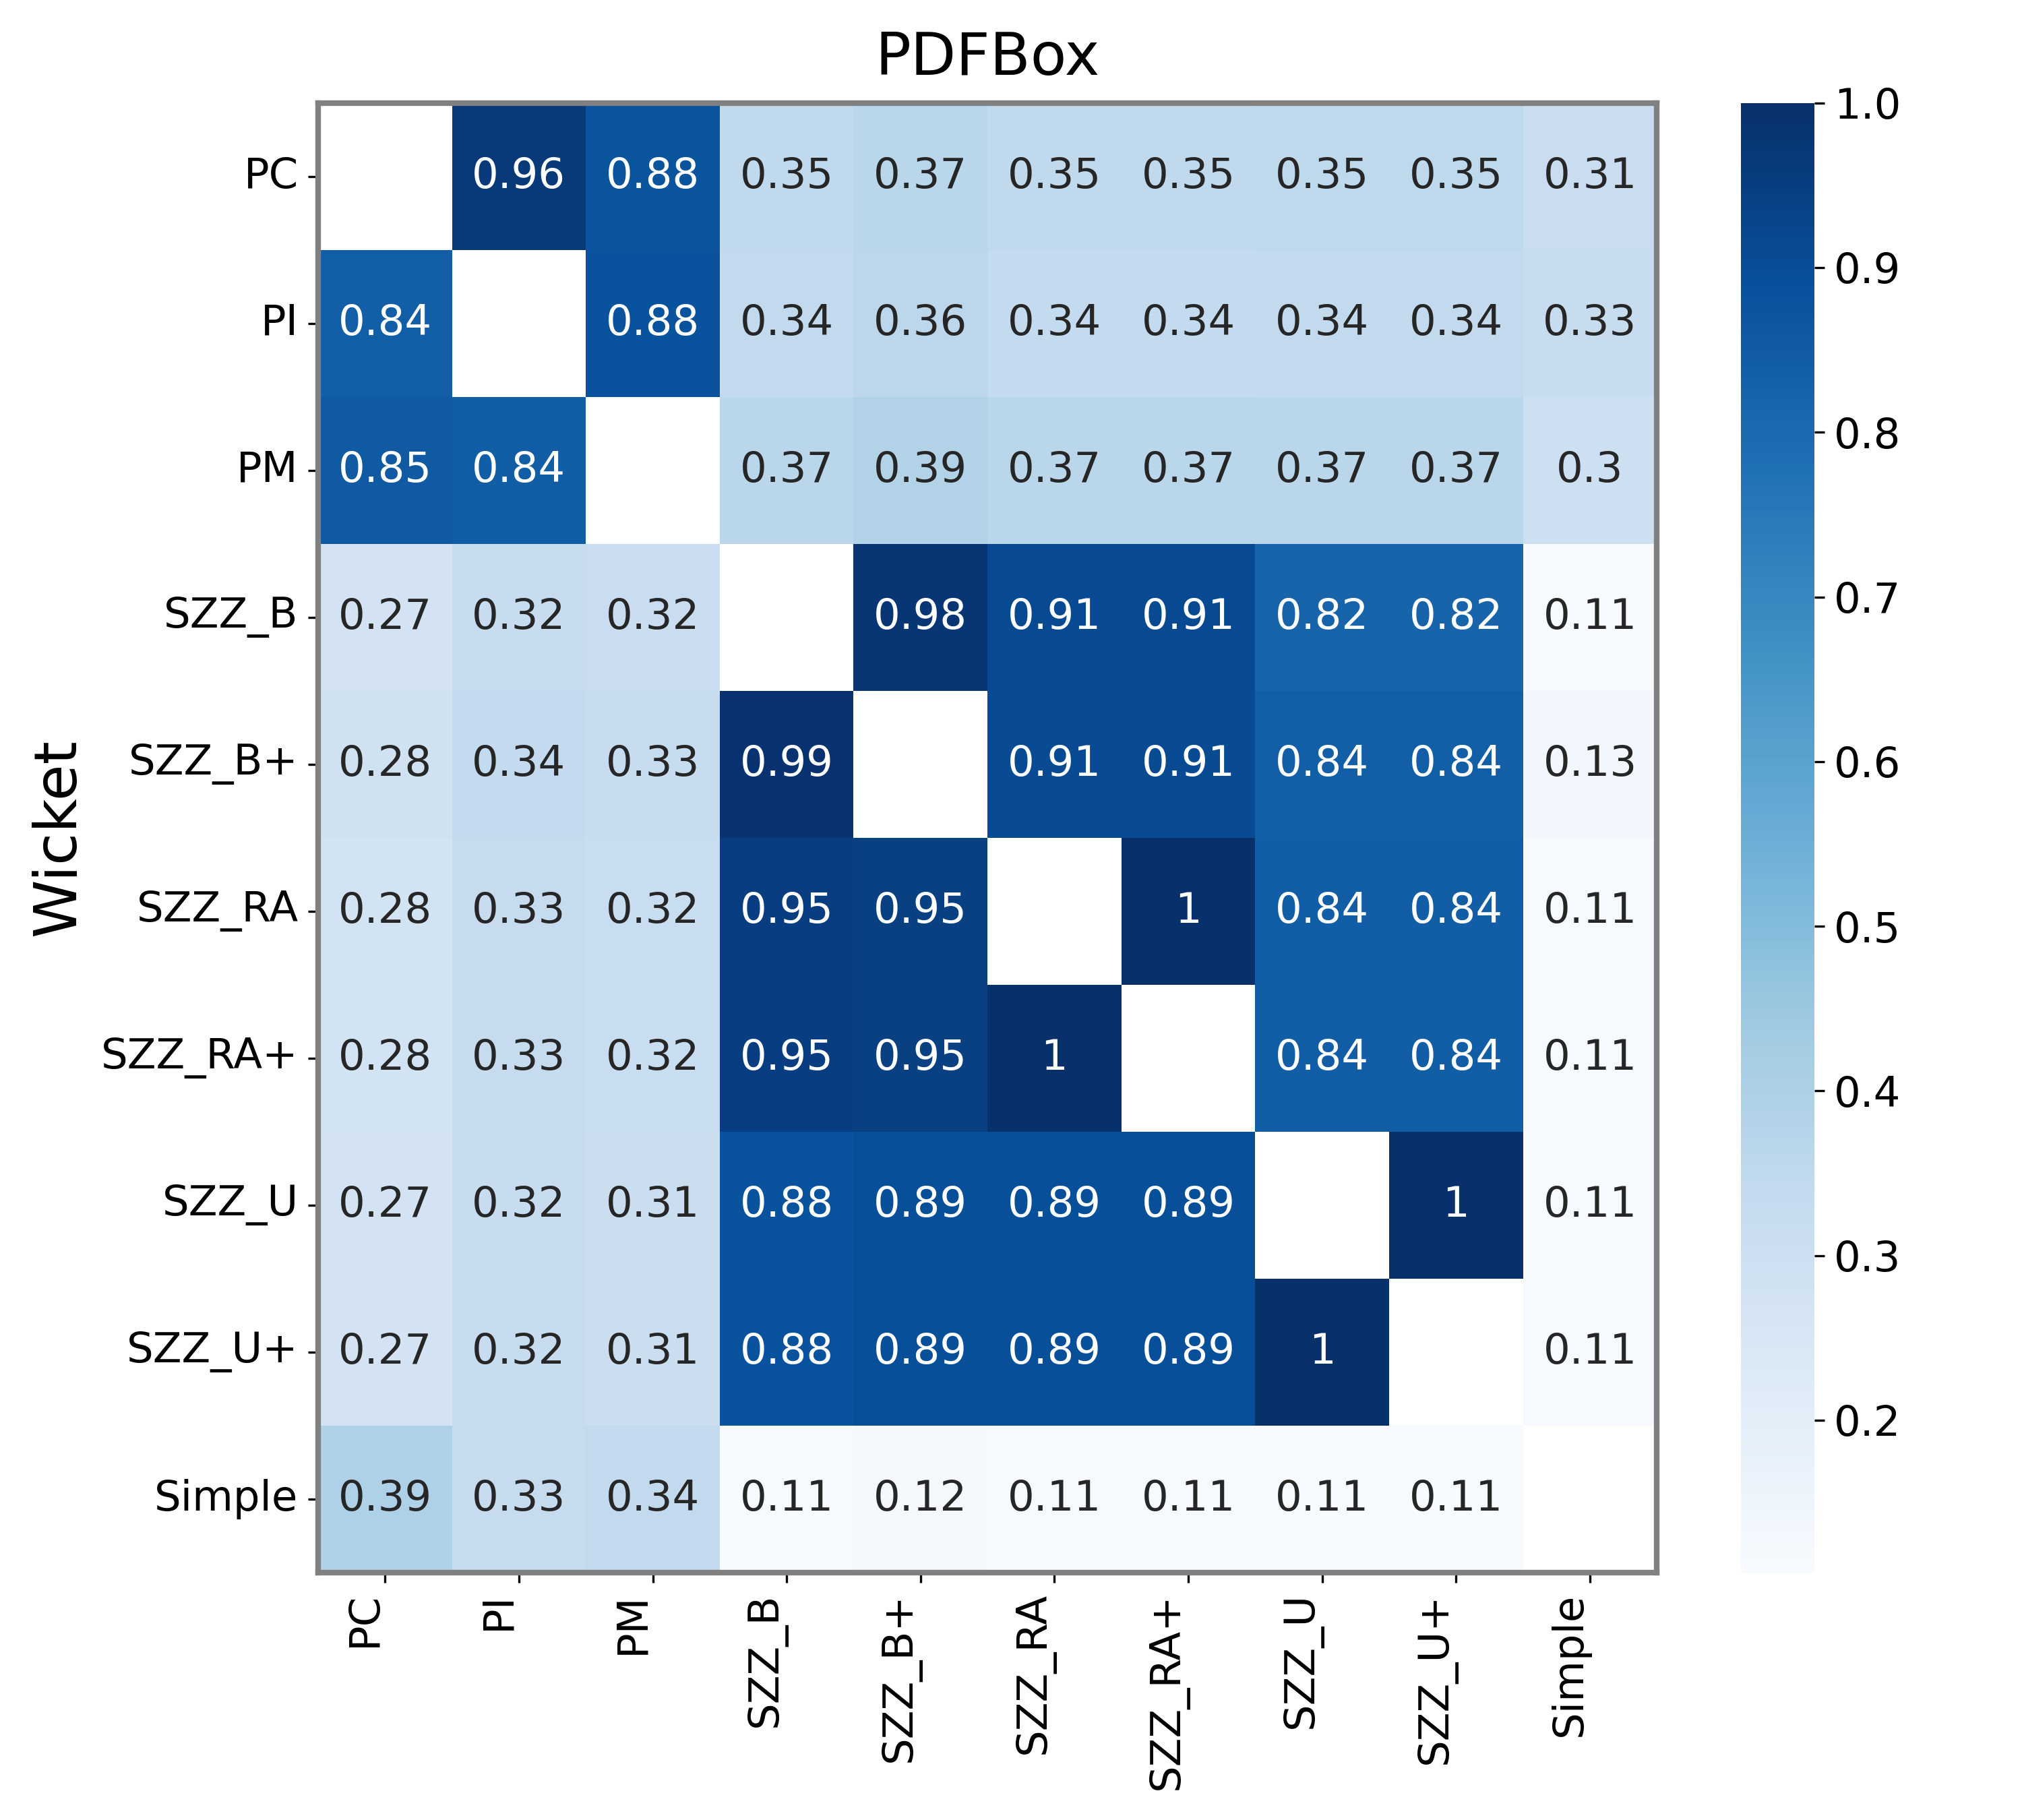 PDFBox
PC 0.96 0.88 0.35 0.37 0.35 0.35 0.35 0.35 0.31
PI 0.84 0.88 0.34 0.36 0.34 0.34 0.34 0.34 0.33
PM 0.85 0.84 0.37 0.39 0.37 0.37 0.37 0.37 0.3
SZZ_B 0.27 0.32 0.32 0.98 0.91 0.91 0.82 0.82 0.11
SZZ_B+ 0.28 0.34 0.33 0.99 0.91 0.91 0.84 0.84 0.13
SZZ_RA 0.28 0.33 0.32 0.95 0.95 1 0.84 0.84 0.11
SZZ_RA+ 0.28 0.33 0.32 0.95 0.95 1 0.84 0.84 0.11
SZZ_U 0.27 0.32 0.31 0.88 0.89 0.89 0.89 1 0.11
SZZ_U+ 0.27 0.32 0.31 0.88 0.89 0.89 0.89 1 0.11
Simple 0.39 0.33 0.34 0.11 0.12 0.11 0.11 0.11 0.11
PC PI PM SZZ_B SZZ_B+ SZZ_RA SZZ_RA+ SZZ_U SZZ_U+ Simple
Wicket
1.0
0.9
0.8
0.7
0.6
0.5
0.4
0.3
0.2